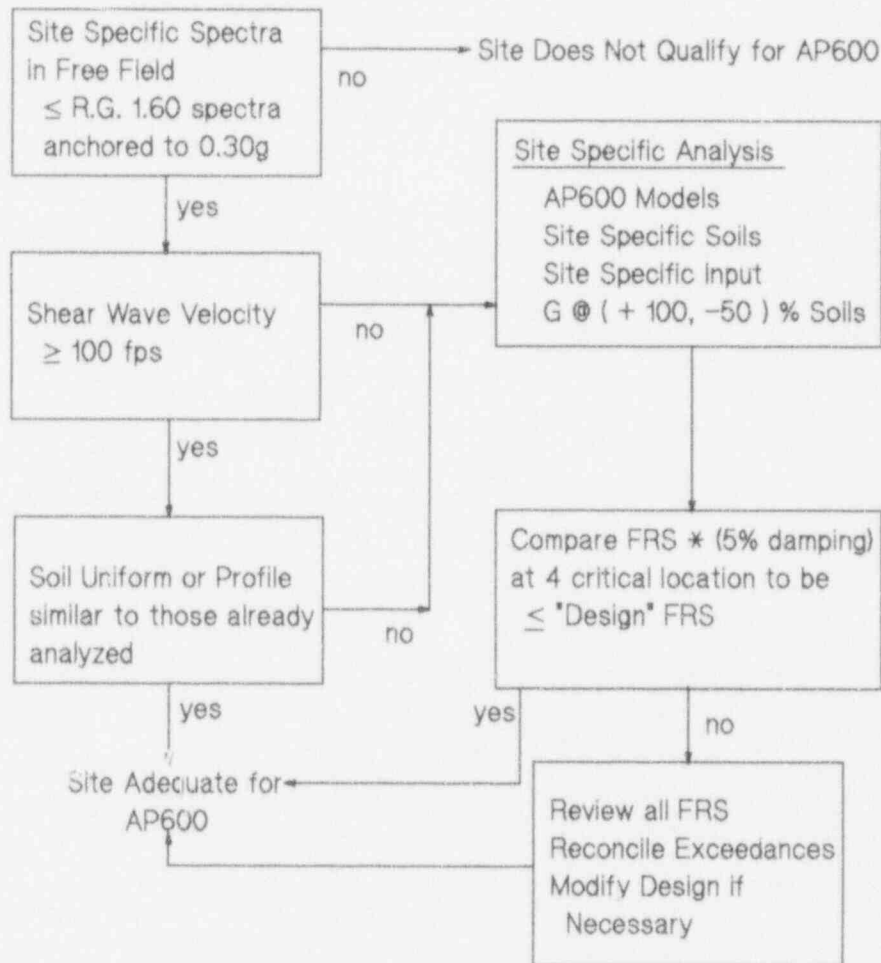 Site Specific Spectra
in Free Field
≤ R.G. 1.60 spectra
anchored to 0.30g
no
Site Does Not Qualify for AP600
yes
Site Specific Analysis
AP600 Models
Site Specific Soils
Site Specific Input
G @ ( + 100, -50 ) % Soils
Shear Wave Velocity
≥ 100 fps
no
yes
Soil Uniform or Profile
similar to those already
analyzed
no
Compare FRS * (5% damping)
at 4 critical location to be
≤ "Design" FRS
yes
yes
no
Site Adequate for
AP600
Review all FRS
Reconcile Exceedances
Modify Design if
Necessary